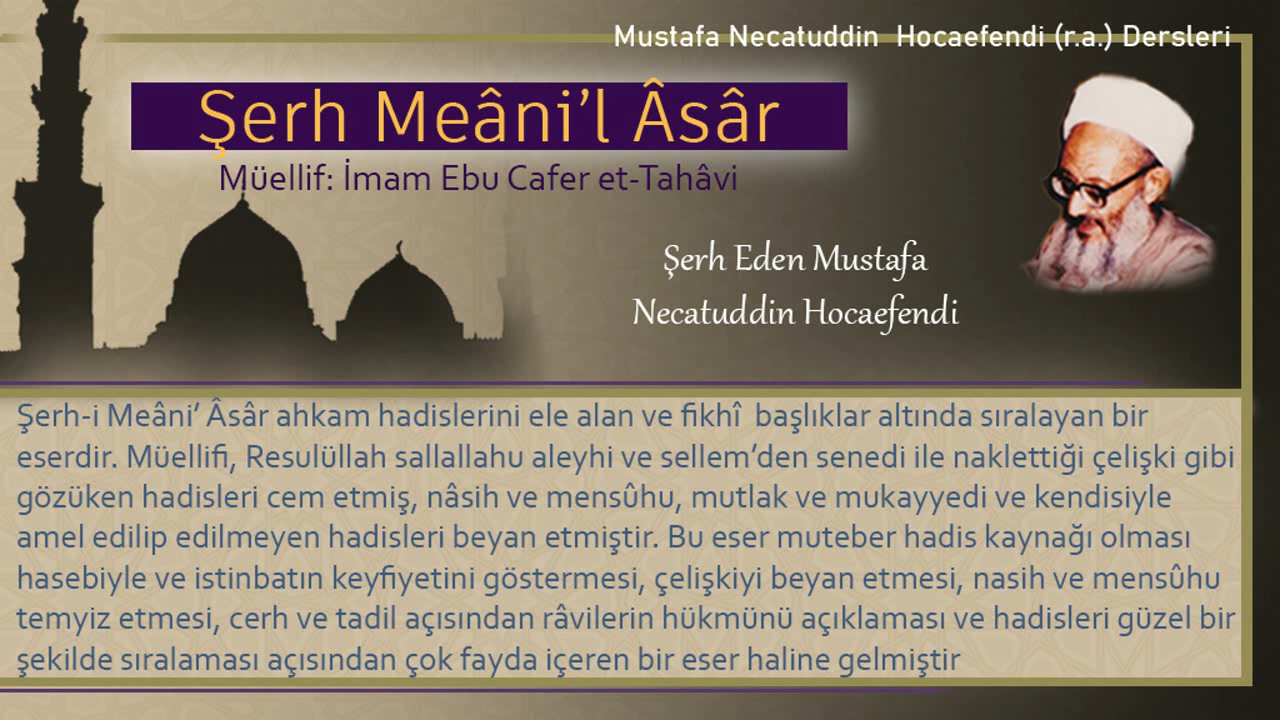 Mustafa Necatuddin Hocaefendi (r.a.) Dersleri
Şerh Meâni’l Âsâr
Müellif: İmam Ebu Cafer et-Tahâvi
Şerh Eden Mustafa
Necatuddin Hocaefendi
Şerh-i Meâni’ Âsâr ahkam hadislerini ele alan ve fikhî başlıklar altında sıralayan bir
eserdir. Müellifi, Resulüllah sallallahu aleyhi ve sellem’den senedi ile naklettiği çelişki gibi
gözüken hadisleri cem etmiş, nâsih ve mensûhu, mutlak ve mukayyedi ve kendisiyle
amel edilip edilmeyen hadisleri beyan etmiştir. Bu eser muteber hadis kaynağı olması
hasebiyle ve istinbatın keyfiyetini göstermesi, çelişkiyi beyan etmesi, nasih ve mensûhu
temyiz etmesi, cerh ve tadil açısından râvilerin hükmünü açıklaması ve hadisleri güzel bir
şekilde sıralaması açısından çok fayda içeren bir eser haline gelmiştir